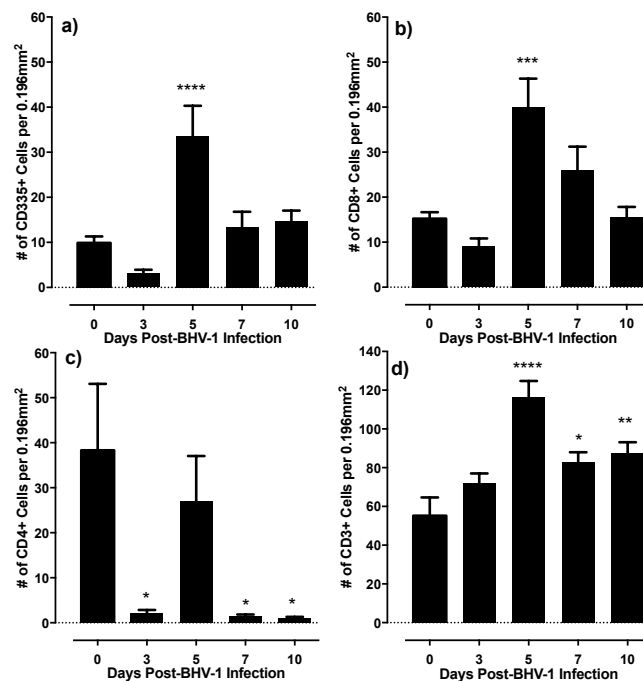 a)
# of CD335+ Cells per 0.196mm²
60
50
40
30
20
10
0
****
0 3 5 7 10
Days Post-BHV-1 Infection
b)
# of CD8+ Cells per 0.196mm²
60
50
40
30
20
10
0
***
0 3 5 7 10
Days Post-BHV-1 Infection
c)
# of CD4+ Cells per 0.196mm²
60
50
40
30
20
10
0
* * *
0 3 5 7 10
Days Post-BHV-1 Infection
d)
# of CD3+ Cells per 0.196mm²
140
120
100
80
60
40
20
0
**** * **
0 3 5 7 10
Days Post-BHV-1 Infection